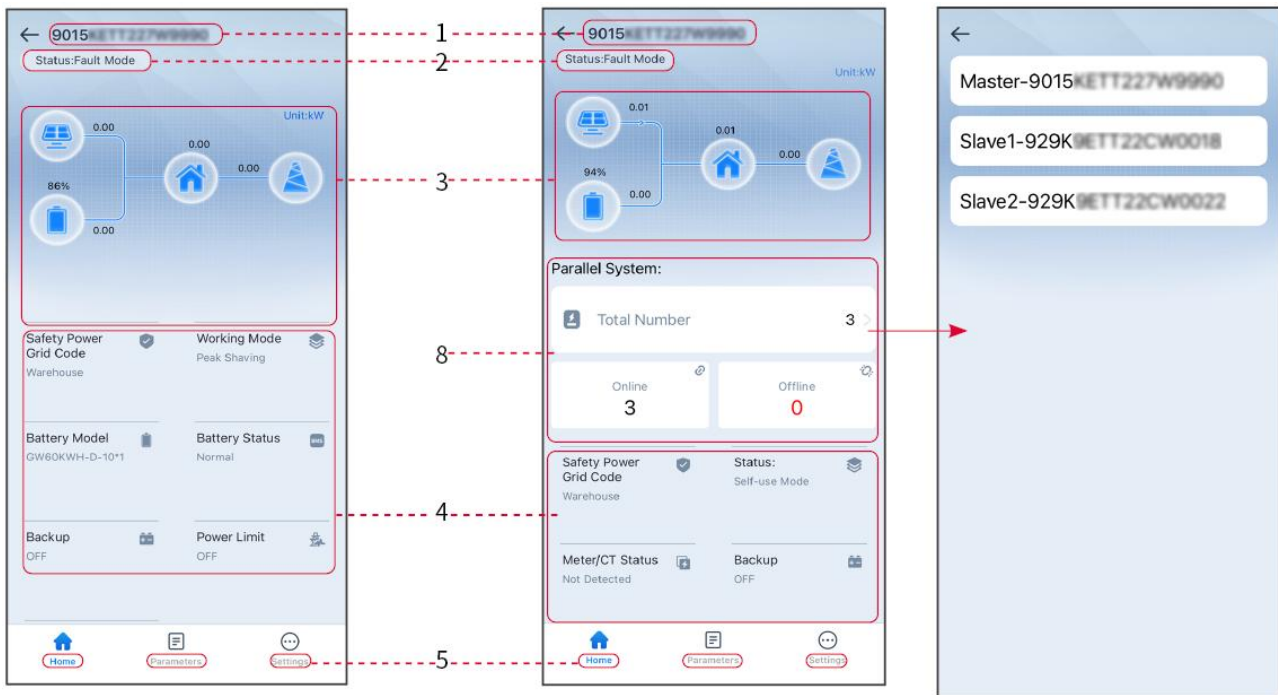 9015
Status:Fault Mode
Unit:kW
0.00
0.00
0.00
86%
0.00
Safety Power
Grid Code
Warehouse
Working Mode
Peak Shaving
Battery Model
GW60KWH-D-10*1
Battery Status
BMS
Normal
Backup
OFF
Power Limit
OFF
Home
Parameters
Settings
1
2
3
8
4
5
9015
Status:Fault Mode
Unit:kW
0.01
0.01
0.00
94%
0.00
Parallel System:
Total Number
3
Online
3
Offline
0
Safety Power
Grid Code
Warehouse
Status:
Self-use Mode
Meter/CT Status
Not Detected
Backup
OFF
Home
Parameters
Settings
Master-9015
Slave1-929K
Slave2-929K